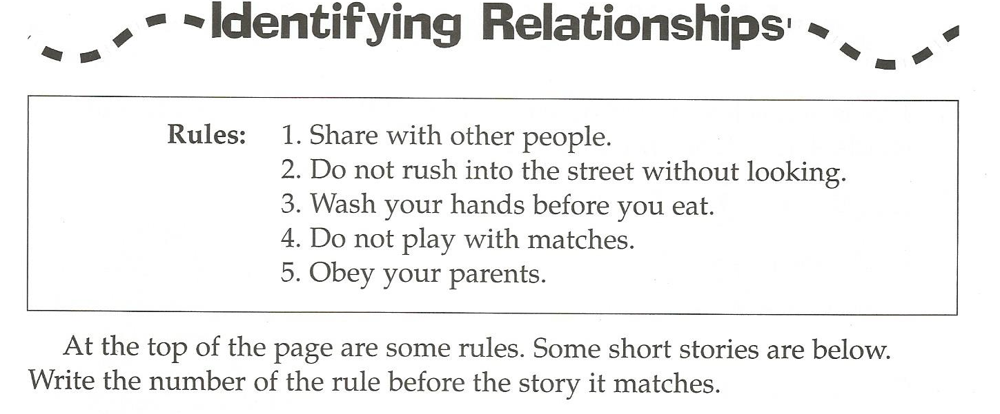 Identifying Relationships
Rules: 1. Share with other people.
2. Do not rush into the street without looking.
3. Wash your hands before you eat.
4. Do not play with matches.
5. Obey your parents.
At the top of the page are some rules. Some short stories are below.
Write the number of the rule before the story it matches.